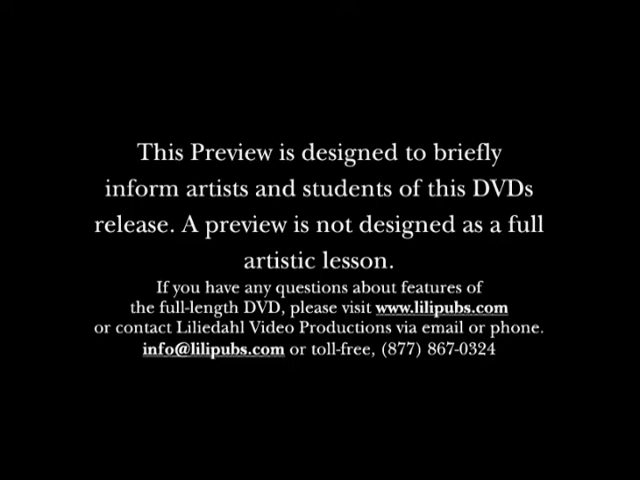 This Preview is designed to briefly
inform artists and students of this DVDs
release. A preview is not designed as a full
artistic lesson.
If you have any questions about features of
the full-length DVD, please visit www.lilipubs.com
or contact Liliedahl Video Productions via email or phone.
info@lilipubs.com or toll-free, (877) 867-0324